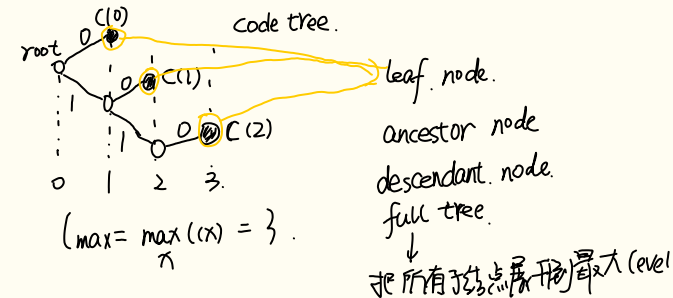 C(0)
code tree.
root
0
leaf node.
1
0
C(1)
ancestor node
1
0
C(2)
descendant node.
0 1 2 3.
full tree.
lmax = max l(x) = 3.
x
↓
把所有子结点展开到最大level